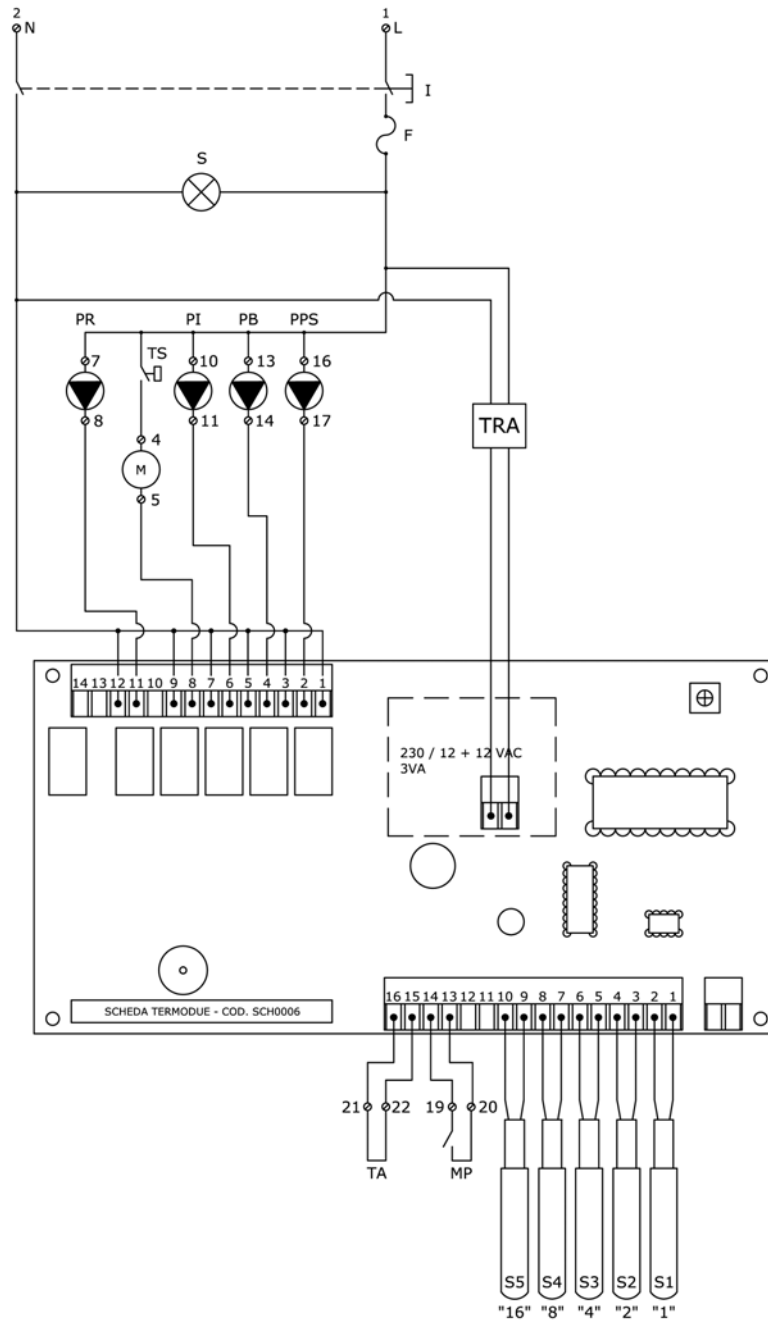 2 1
N L
I
F
S
PR PI PB PPS
7 TS 10 13 16
8 11 14 17
4
M
5
TRA
14 13 12 11 10 9 8 7 6 5 4 3 2 1
230 / 12 + 12 VAC
3VA
SCHEDA TERMODUE - COD. SCH0006
16 15 14 13 12 11 10 9 8 7 6 5 4 3 2 1
21 22 19 20
TA MP
S5 S4 S3 S2 S1
"16" "8" "4" "2" "1"